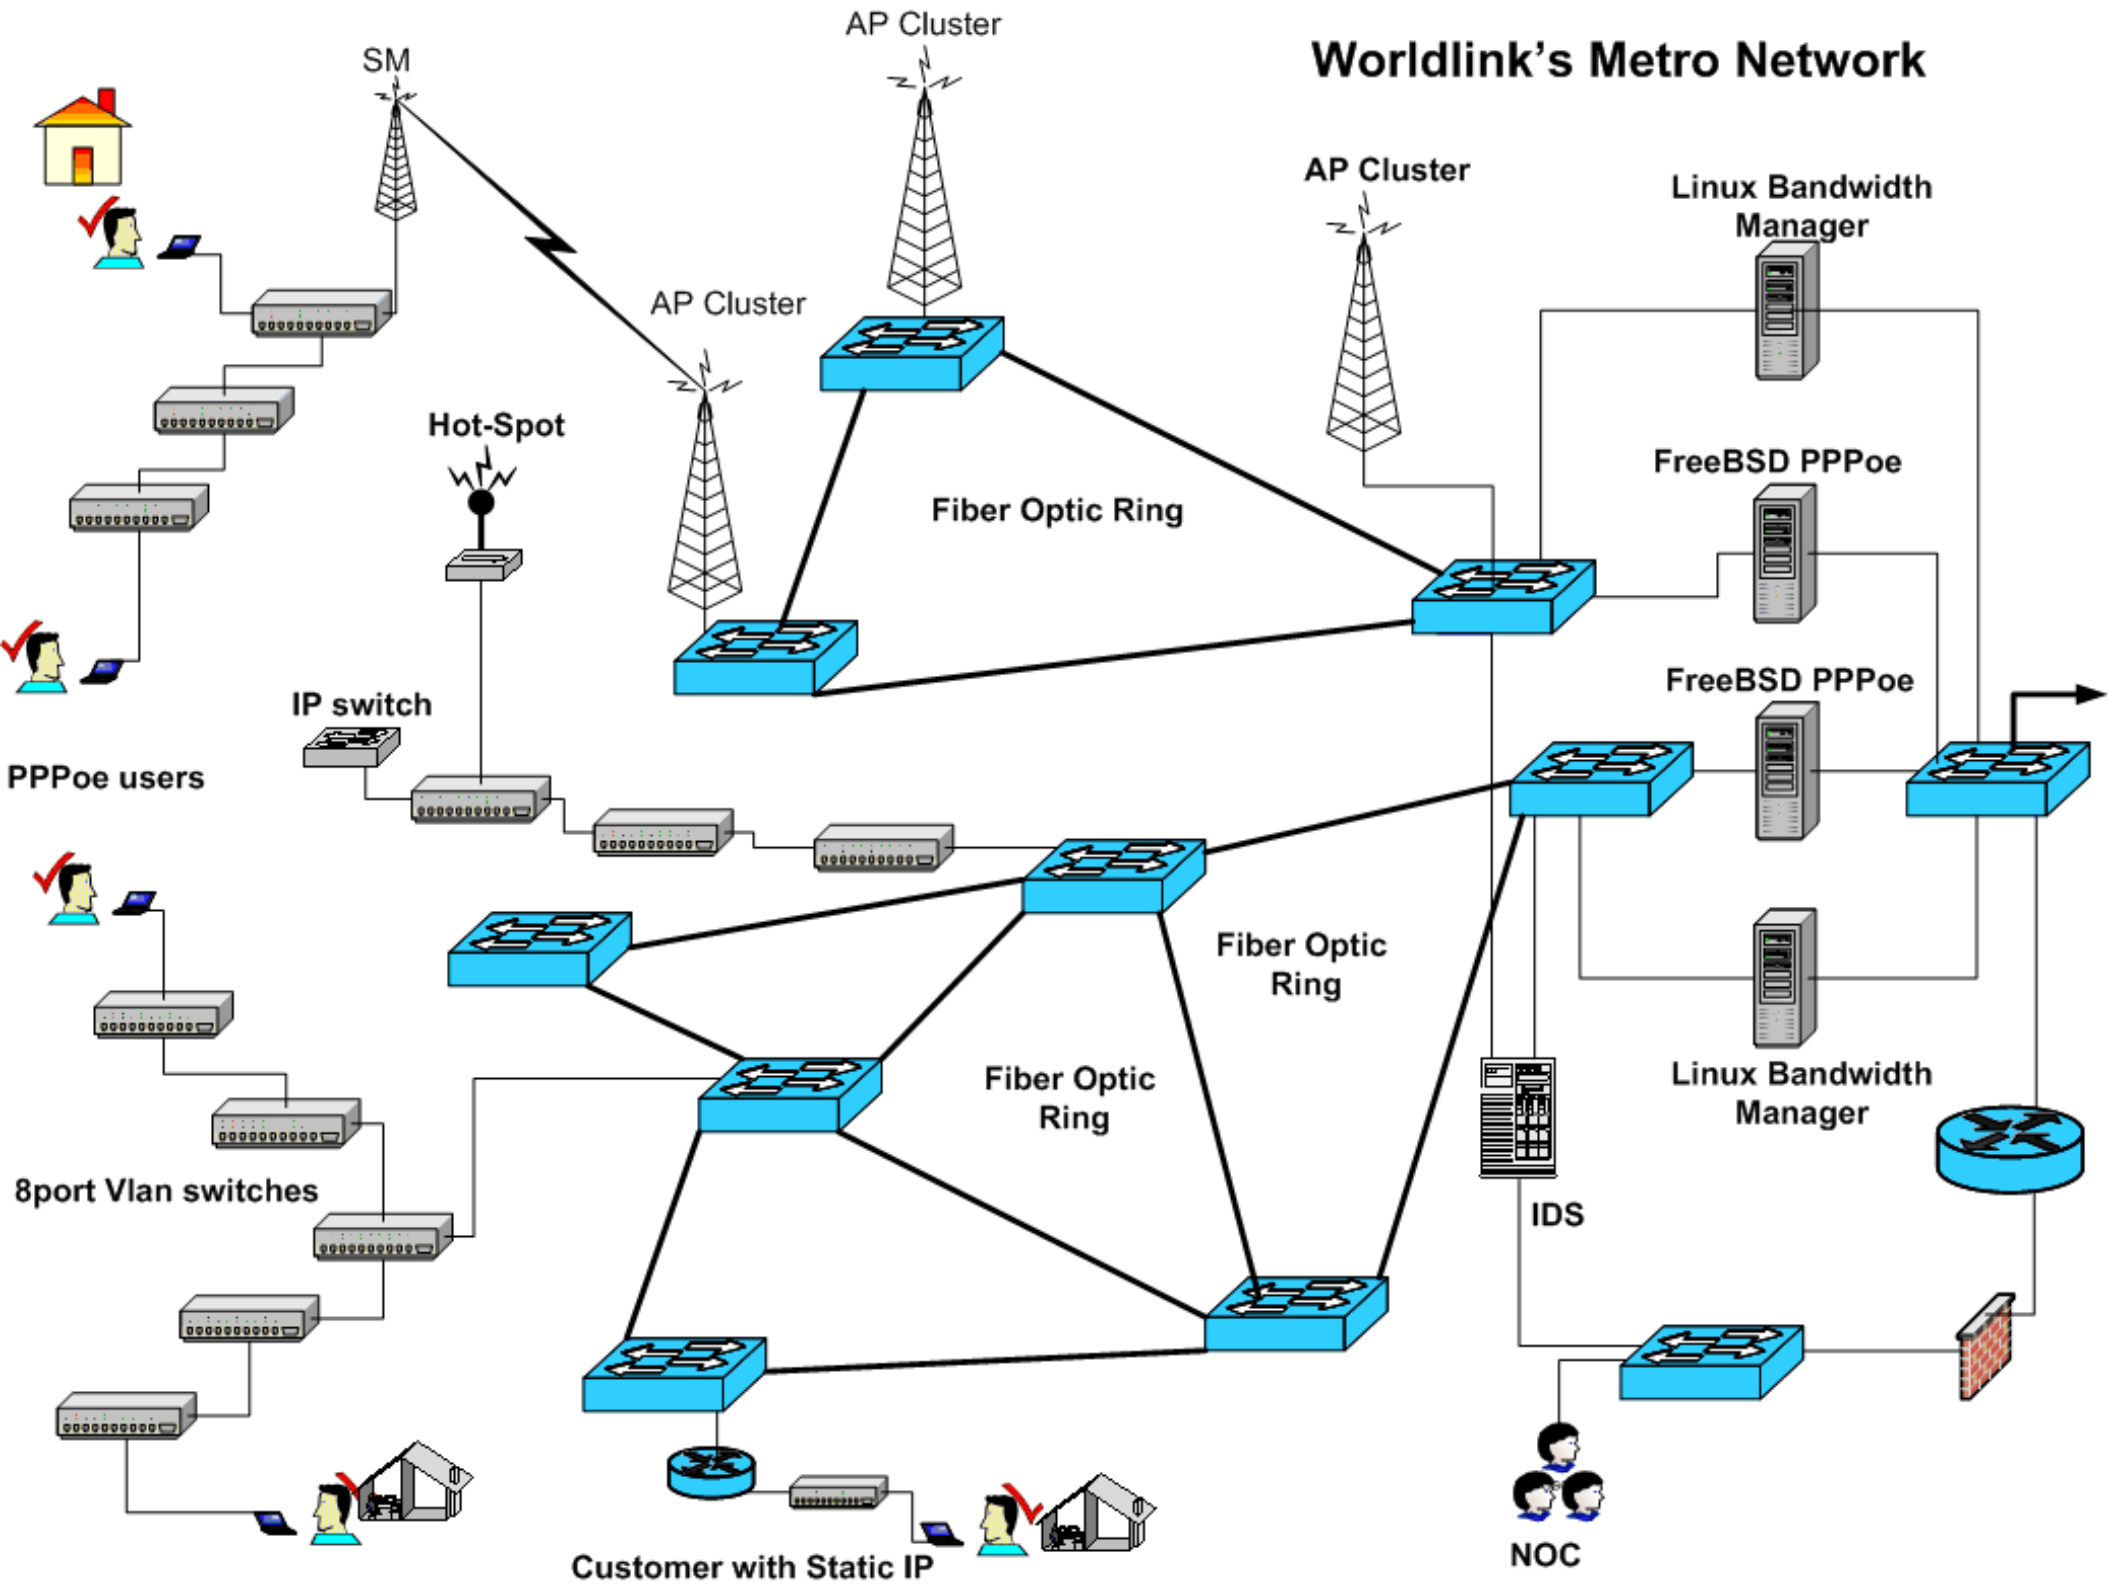 AP Cluster
Worldlink's Metro Network
SM
AP Cluster
Linux Bandwidth
Manager
AP Cluster
Hot-Spot
FreeBSD PPPoe
Fiber Optic Ring
FreeBSD PPPoe
IP switch
PPPoe users
Fiber Optic
Ring
Fiber Optic
Ring
Linux Bandwidth
Manager
8port Vlan switches
IDS
NOC
Customer with Static IP